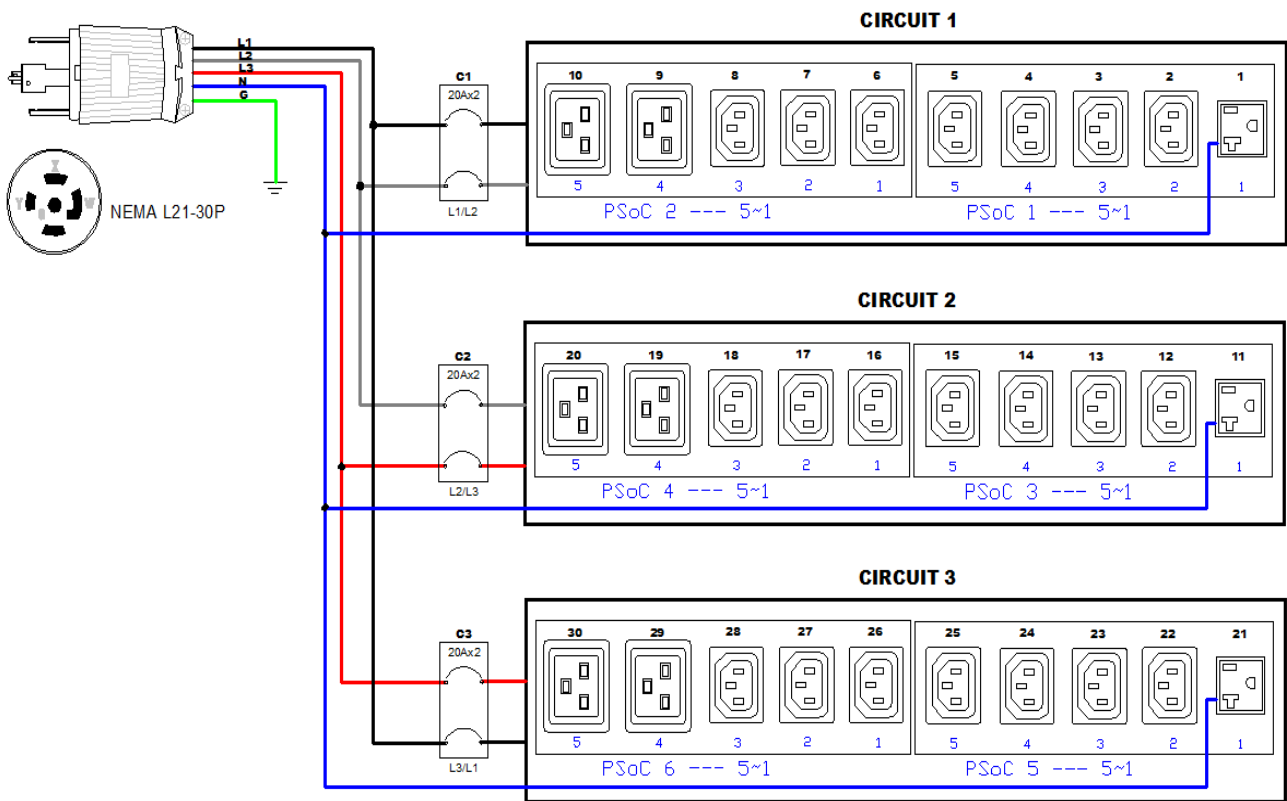 CIRCUIT 1
L1
L2
L3
N
G
C1
20Ax2
L1/L2
10 9 8 7 6 5 4 3 2 1
5 4 3 2 1 5 4 3 2 1
PSoC 2 --- 5~1 PSoC 1 --- 5~1
X
Y G W
NEMA L21-30P
CIRCUIT 2
C2
20Ax2
L2/L3
20 19 18 17 16 15 14 13 12 11
5 4 3 2 1 5 4 3 2 1
PSoC 4 --- 5~1 PSoC 3 --- 5~1
CIRCUIT 3
C3
20Ax2
L3/L1
30 29 28 27 26 25 24 23 22 21
5 4 3 2 1 5 4 3 2 1
PSoC 6 --- 5~1 PSoC 5 --- 5~1